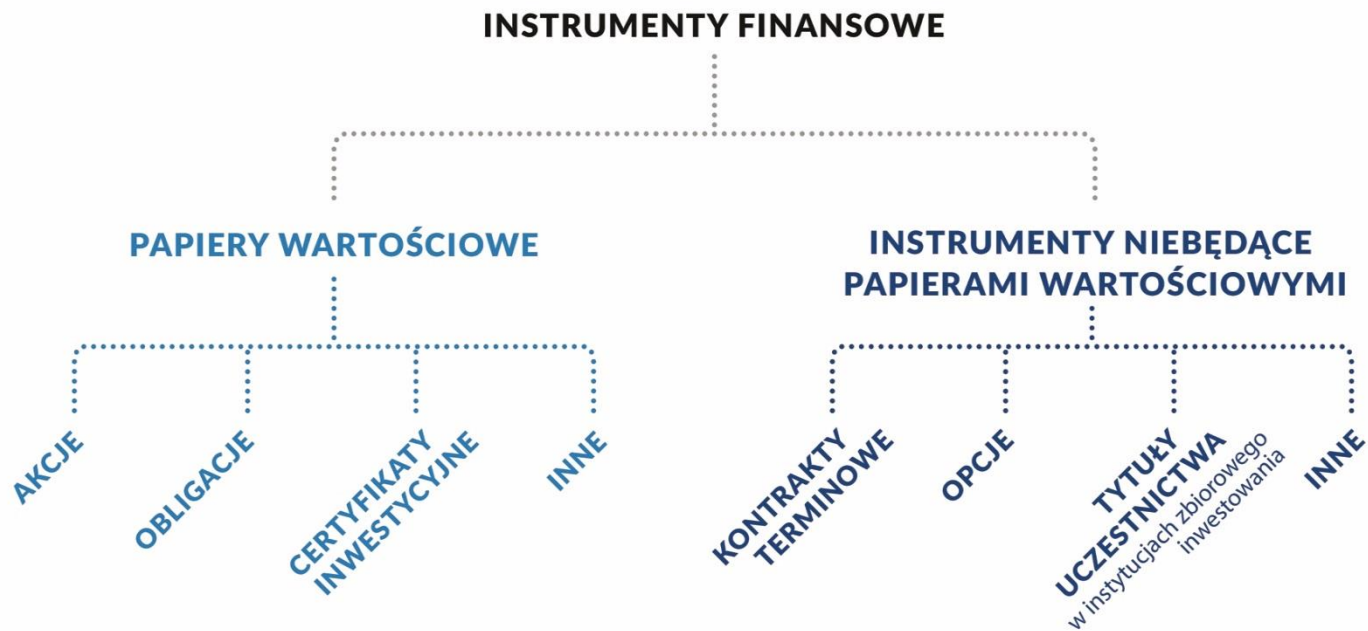 INSTRUMENTY FINANSOWE
PAPIERY WARTOŚCIOWE
INSTRUMENTY NIEBĘDĄCE
PAPIERAMI WARTOŚCIOWYMI
AKCJE
OBLIGACJE
CERTYFIKATY
INWESTYCYJNE
INNE
KONTRAKTY
TERMINOWE
OPCJE
TYTUŁY
UCZESTNICTWA
w instytucjach zbiorowego
inwestowania
INNE